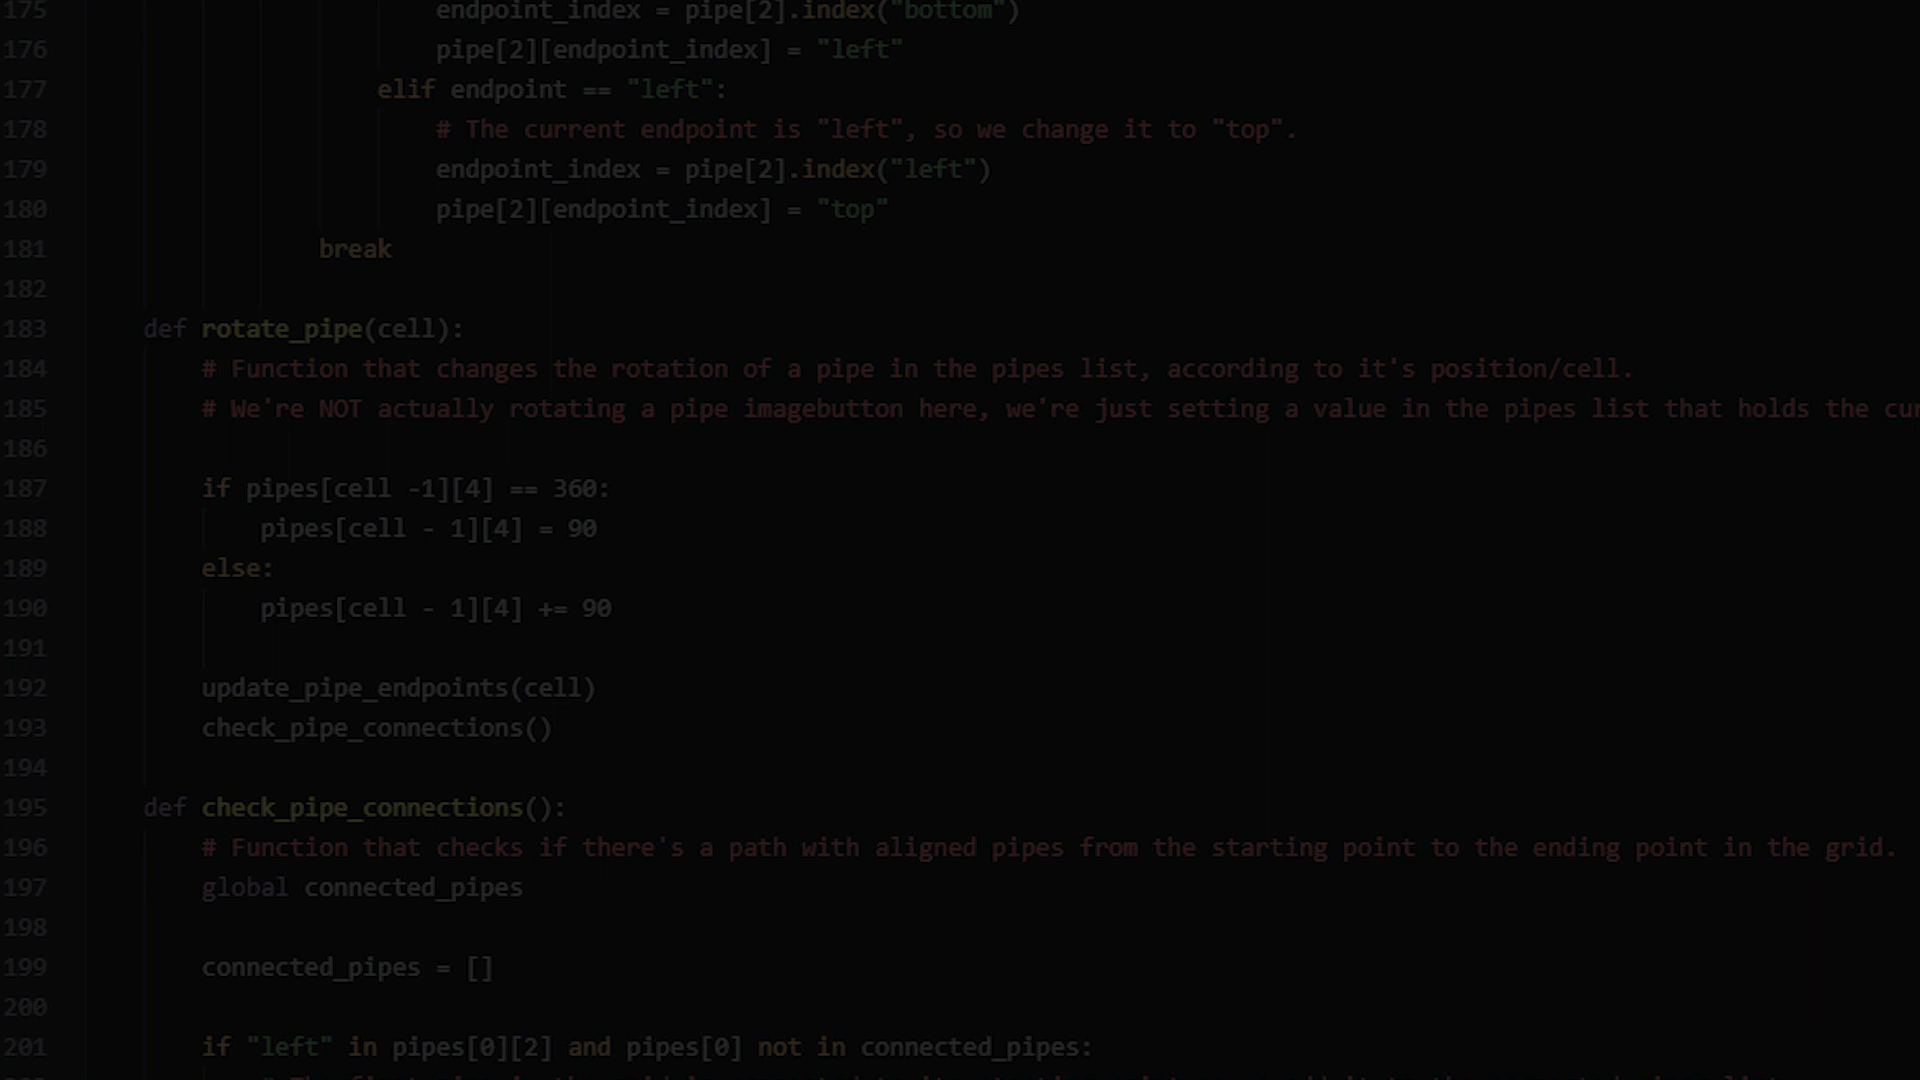 175 endpoint_index = pipe[2].index("bottom")
176 pipe[2][endpoint_index] = "left"
177 elif endpoint == "left":
178 # The current endpoint is "left", so we change it to "top".
179 endpoint_index = pipe[2].index("left")
180 pipe[2][endpoint_index] = "top"
181 break
182
183 def rotate_pipe(cell):
184 # Function that changes the rotation of a pipe in the pipes list, according to it's position/cell.
185 # We're NOT actually rotating a pipe imagebutton here, we're just setting a value in the pipes list that holds the
186
187 if pipes[cell -1][4] == 360:
188 pipes[cell - 1][4] = 90
189 else:
190 pipes[cell - 1][4] += 90
191
192 update_pipe_endpoints(cell)
193 check_pipe_connections()
194
195 def check_pipe_connections():
196 # Function that checks if there's a path with aligned pipes from the starting point to the ending point in the grid.
197 global connected_pipes
198
199 connected_pipes = []
200
201 if "left" in pipes[0][2] and pipes[0] not in connected_pipes: